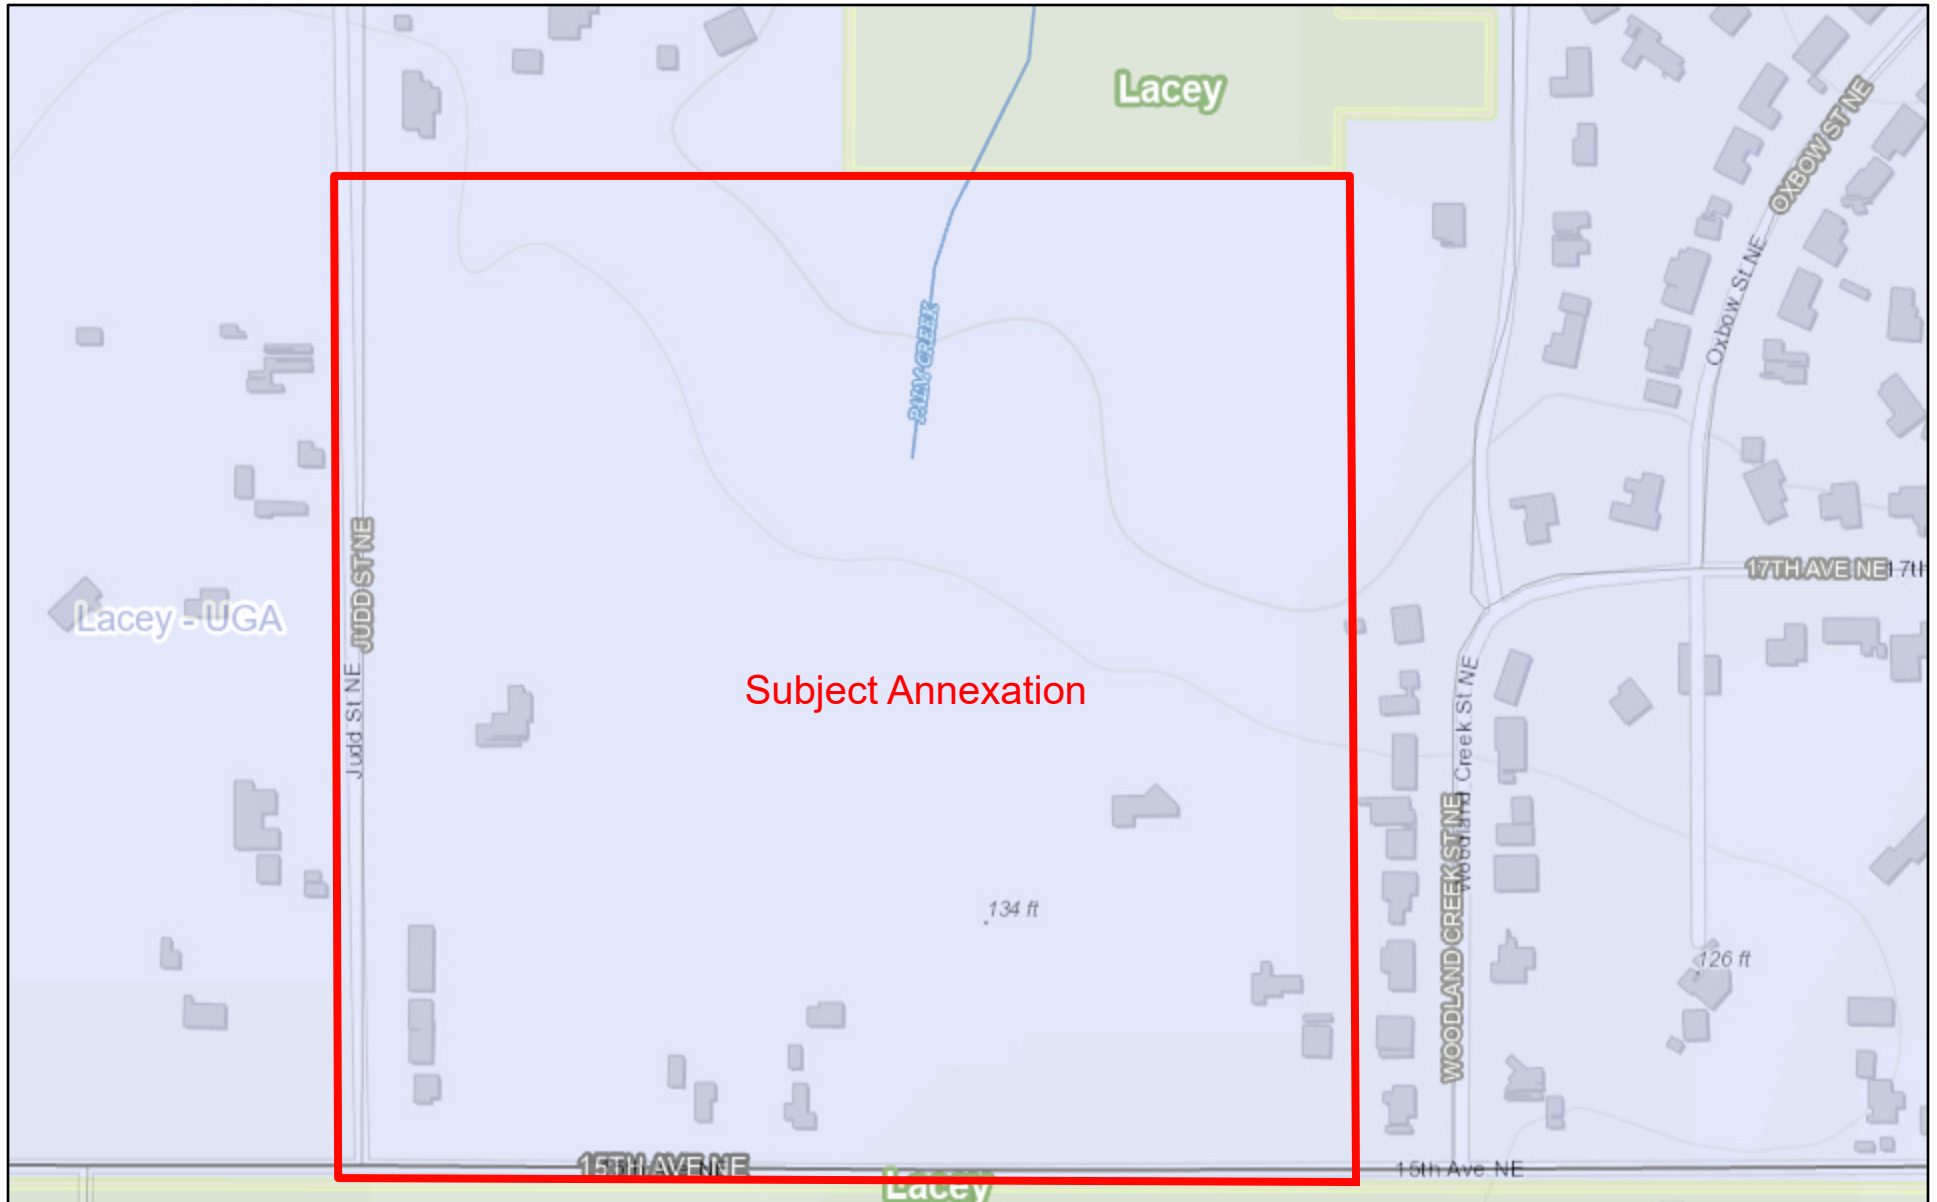 Lacey
OXBOW ST NE
Oxbow St NE
PALM CREEK
JUDD ST NE
17TH AVE NE
17th
Lacey - UGA
Judd St NE
Subject Annexation
Woodland Creek St NE
WOODLAND CREEK ST NE
134 ft
126 ft
15TH AVE NE
15th Ave NE
Lacey